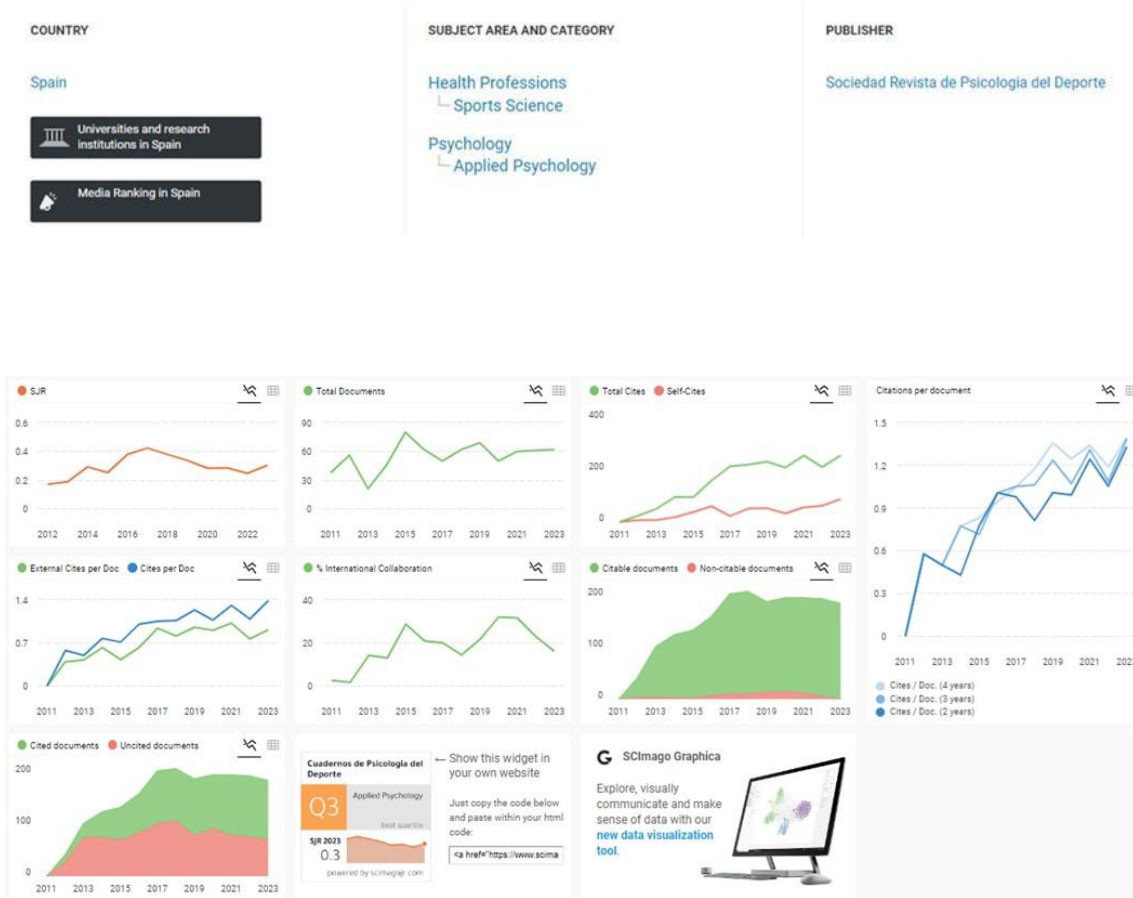 COUNTRY
Spain
Universities and research
institutions in Spain
Media Ranking in Spain
SUBJECT AREA AND CATEGORY
Health Professions
Sports Science
Psychology
Applied Psychology
PUBLISHER
Sociedad Revista de Psicologia del Deporte
SJR
0.6
0.4
0.2
0
2012 2014 2016 2018 2020 2022
Total Documents
90
60
30
0
2011 2013 2015 2017 2019 2021 2023
Total Cites Self-Cites
400
200
0
2011 2013 2015 2017 2019 2021 2023
Citations per document
1.5
1.2
0.9
0.6
0.3
0
2011 2013 2015 2017 2019 2021 202
Cites / Doc. (4 years)
Cites / Doc. (3 years)
Cites / Doc. (2 years)
External Cites per Doc Cites per Doc
1.4
0.7
0
2011 2013 2015 2017 2019 2021 2023
% International Collaboration
40
20
0
2011 2013 2015 2017 2019 2021 2023
Citable documents Non-citable documents
200
100
0
2011 2013 2015 2017 2019 2021 2023
Cited documents Uncited documents
200
100
0
2011 2013 2015 2017 2019 2021 2023
Cuadernos de Psicologia del
Deporte
Q3
Applied Psychology
best quartile
SJR 2023
0.3
powered by scimagojr.com
← Show this widget in
your own website
Just copy the code below
and paste within your html
code:
<a href="https://www.scima
G SCImago Graphica
Explore, visually
communicate and make
sense of data with our
new data visualization
tool.